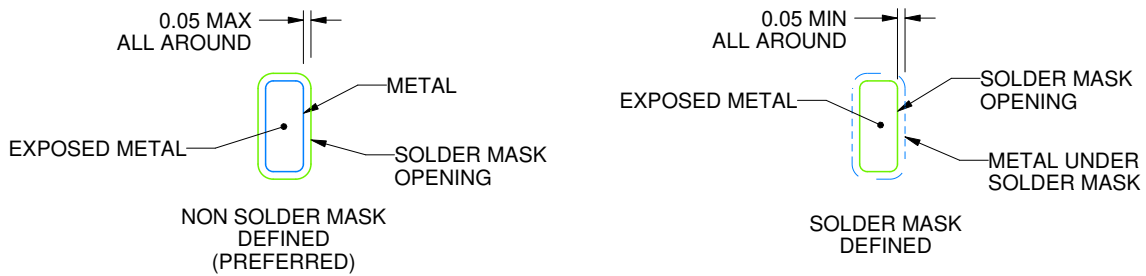 0.05 MAX
ALL AROUND
METAL
EXPOSED METAL
SOLDER MASK
OPENING
NON SOLDER MASK
DEFINED
(PREFERRED)
0.05 MIN
ALL AROUND
SOLDER MASK
OPENING
EXPOSED METAL
METAL UNDER
SOLDER MASK
SOLDER MASK
DEFINED